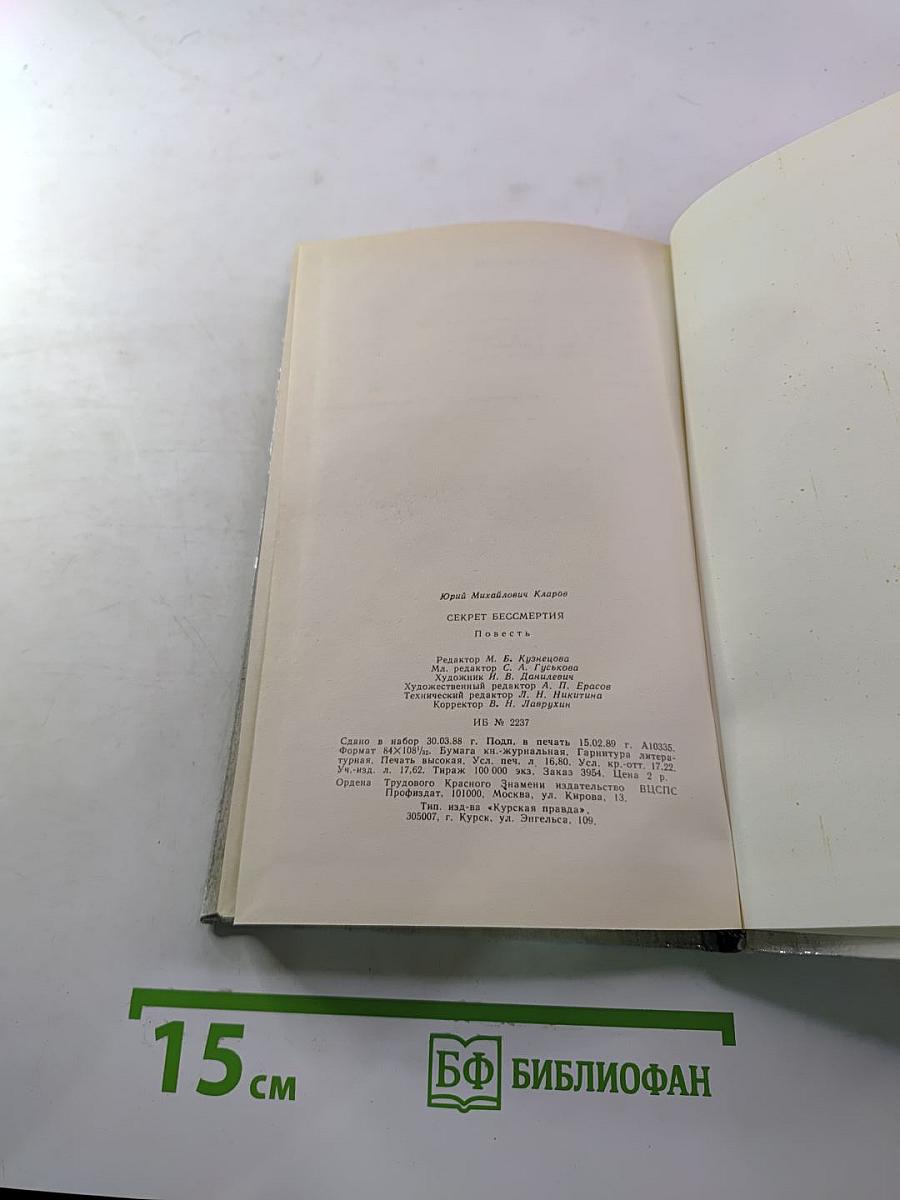 Юрий Михайлович Кларов
СЕКРЕТ БЕССМЕРТИЯ
Повесть
Редактор М. Б. Кузнецова
Мл. редактор С. А. Гуськова
Художник И. В. Данилевич
Художественный редактор А. П. Ерасов
Технический редактор Л. Н. Никитина
Корректор В. Н. Лаврухин
ИБ № 2237
Сдано в набор 30.03.88 г. Подп. в печать 15.02.89 г. А10335.
Формат 84×108¹/₃₂. Бумага кн.-журнальная. Гарнитура литера-
турная. Печать высокая. Усл. печ. л 16,80. Усл. кр.-отт. 17,22.
Уч.-изд. л. 17,62. Тираж 100 000 экз. Заказ 3954. Цена 2 р.
Ордена Трудового Красного Знамени издательство ВЦСПС
Профиздат, 101000, Москва, ул. Кирова, 13.
Тип. изд-ва «Курская правда»,
305007, г. Курск, ул. Энгельса, 109.
15 см
БФ БИБЛИОФАН